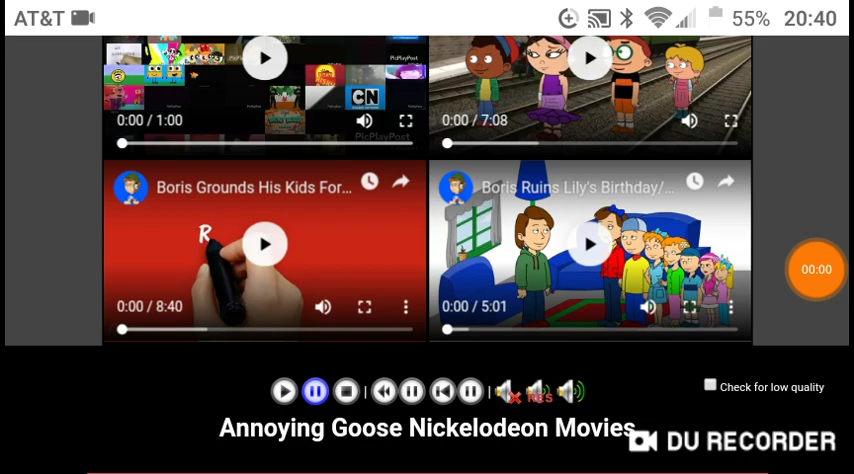 AT&T 55% 20:40
PicPlayPost
CN
PicPlayPost
0:00 / 1:00
0:00 / 7:08
Boris Grounds His Kids For...
Boris Ruins Lily's Birthday/...
R
0:00 / 8:40
0:00 / 5:01
00:00
Check for low quality
Annoying Goose Nickelodeon Movies
DU RECORDER